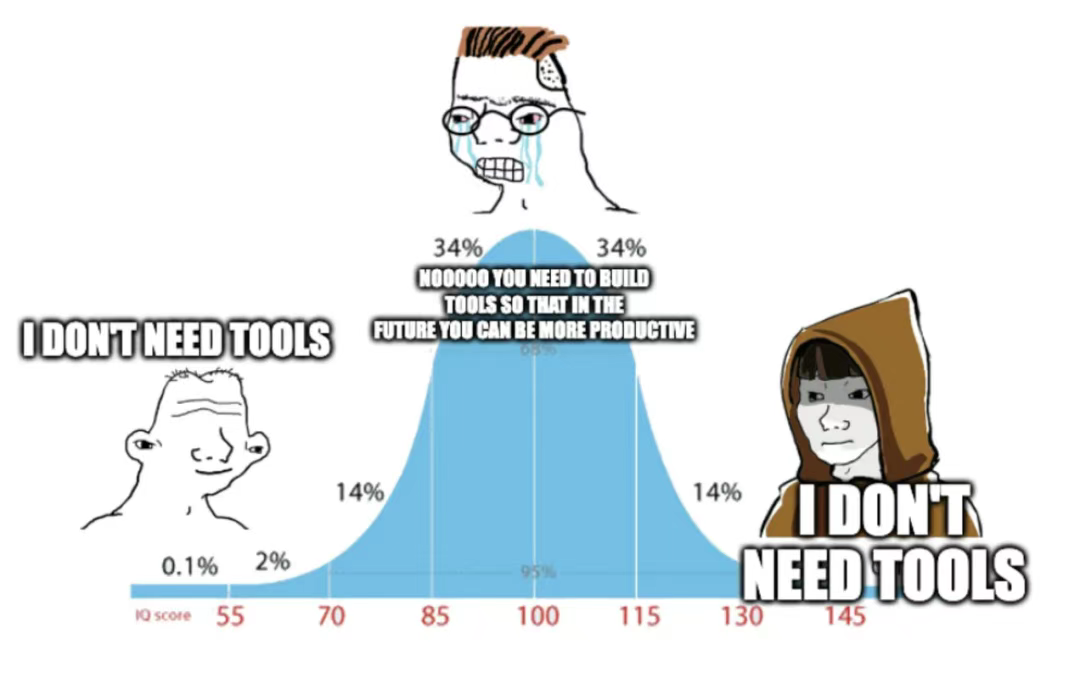 34%
34%
NOOOOO YOU NEED TO BUILD
TOOLS SO THAT IN THE
FUTURE YOU CAN BE MORE PRODUCTIVE
68%
I DON'T NEED TOOLS
14%
14%
I DON'T
NEED TOOLS
0.1%
2%
95%
IQ score 55 70 85 100 115 130 145